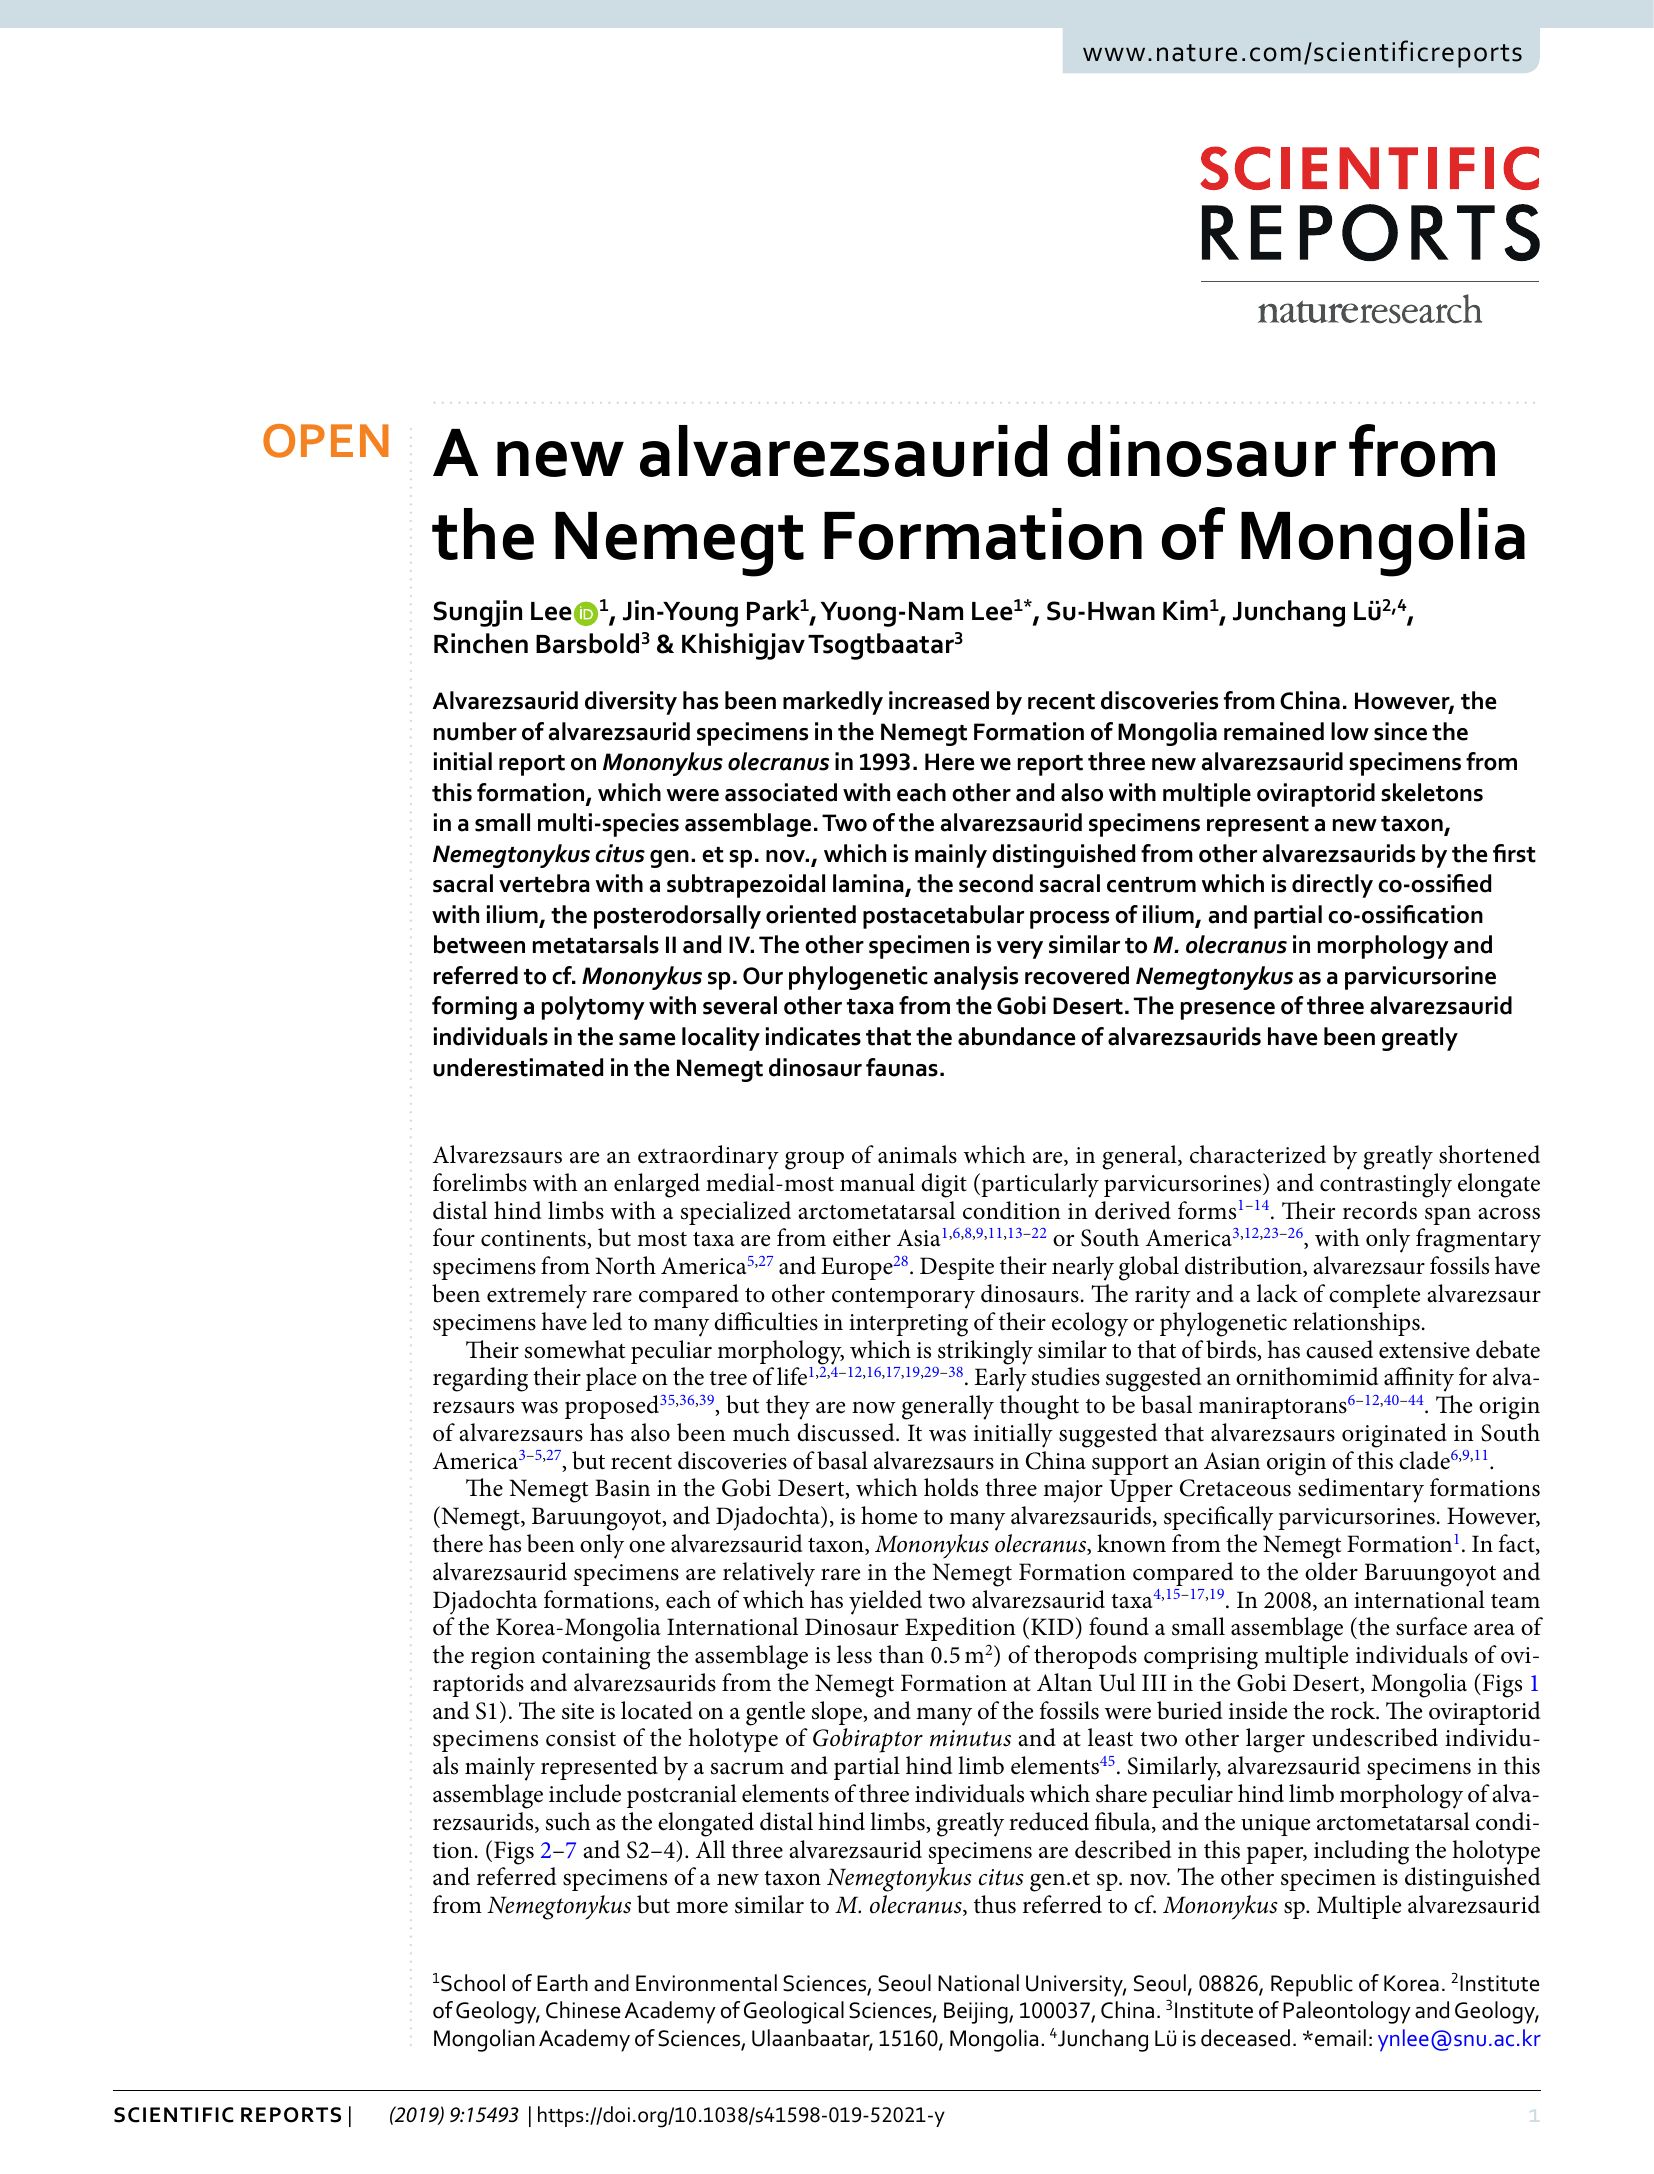 www.nature.com/scientificreports
SCIENTIFIC
REPORTS
natureresearch
OPEN
A new alvarezsaurid dinosaur from
the Nemegt Formation of Mongolia
Sungjin Lee iD 1, Jin-Young Park1, Yuong-Nam Lee1*, Su-Hwan Kim1, Junchang Lü2,4,
Rinchen Barsbold3 & Khishigjav Tsogtbaatar3
Alvarezsaurid diversity has been markedly increased by recent discoveries from China. However, the
number of alvarezsaurid specimens in the Nemegt Formation of Mongolia remained low since the
initial report on Mononykus olecranus in 1993. Here we report three new alvarezsaurid specimens from
this formation, which were associated with each other and also with multiple oviraptorid skeletons
in a small multi-species assemblage. Two of the alvarezsaurid specimens represent a new taxon,
Nemegtonykus citus gen. et sp. nov., which is mainly distinguished from other alvarezsaurids by the first
sacral vertebra with a subtrapezoidal lamina, the second sacral centrum which is directly co-ossified
with ilium, the posterodorsally oriented postacetabular process of ilium, and partial co-ossification
between metatarsals II and IV. The other specimen is very similar to M. olecranus in morphology and
referred to cf. Mononykus sp. Our phylogenetic analysis recovered Nemegtonykus as a parvicursorine
forming a polytomy with several other taxa from the Gobi Desert. The presence of three alvarezsaurid
individuals in the same locality indicates that the abundance of alvarezsaurids have been greatly
underestimated in the Nemegt dinosaur faunas.
Alvarezsaurs are an extraordinary group of animals which are, in general, characterized by greatly shortened
forelimbs with an enlarged medial-most manual digit (particularly parvicursorines) and contrastingly elongate
distal hind limbs with a specialized arctometatarsal condition in derived forms1–14. Their records span across
four continents, but most taxa are from either Asia1,6,8,9,11,13–22 or South America3,12,23–26, with only fragmentary
specimens from North America5,27 and Europe28. Despite their nearly global distribution, alvarezsaur fossils have
been extremely rare compared to other contemporary dinosaurs. The rarity and a lack of complete alvarezsaur
specimens have led to many difficulties in interpreting of their ecology or phylogenetic relationships.
Their somewhat peculiar morphology, which is strikingly similar to that of birds, has caused extensive debate
regarding their place on the tree of life1,2,4–12,16,17,19,29–38. Early studies suggested an ornithomimid affinity for alva-
rezsaurs was proposed35,36,39, but they are now generally thought to be basal maniraptorans6–12,40–44. The origin
of alvarezsaurs has also been much discussed. It was initially suggested that alvarezsaurs originated in South
America3–5,27, but recent discoveries of basal alvarezsaurs in China support an Asian origin of this clade6,9,11.
The Nemegt Basin in the Gobi Desert, which holds three major Upper Cretaceous sedimentary formations
(Nemegt, Baruungoyot, and Djadochta), is home to many alvarezsaurids, specifically parvicursorines. However,
there has been only one alvarezsaurid taxon, Mononykus olecranus, known from the Nemegt Formation1. In fact,
alvarezsaurid specimens are relatively rare in the Nemegt Formation compared to the older Baruungoyot and
Djadochta formations, each of which has yielded two alvarezsaurid taxa4,15–17,19. In 2008, an international team
of the Korea-Mongolia International Dinosaur Expedition (KID) found a small assemblage (the surface area of
the region containing the assemblage is less than 0.5 m2) of theropods comprising multiple individuals of ovi-
raptorids and alvarezsaurids from the Nemegt Formation at Altan Uul III in the Gobi Desert, Mongolia (Figs 1
and S1). The site is located on a gentle slope, and many of the fossils were buried inside the rock. The oviraptorid
specimens consist of the holotype of Gobiraptor minutus and at least two other larger undescribed individu-
als mainly represented by a sacrum and partial hind limb elements45. Similarly, alvarezsaurid specimens in this
assemblage include postcranial elements of three individuals which share peculiar hind limb morphology of alva-
rezsaurids, such as the elongated distal hind limbs, greatly reduced fibula, and the unique arctometatarsal condi-
tion. (Figs 2–7 and S2–4). All three alvarezsaurid specimens are described in this paper, including the holotype
and referred specimens of a new taxon Nemegtonykus citus gen.et sp. nov. The other specimen is distinguished
from Nemegtonykus but more similar to M. olecranus, thus referred to cf. Mononykus sp. Multiple alvarezsaurid
1School of Earth and Environmental Sciences, Seoul National University, Seoul, 08826, Republic of Korea. 2Institute
of Geology, Chinese Academy of Geological Sciences, Beijing, 100037, China. 3Institute of Paleontology and Geology,
Mongolian Academy of Sciences, Ulaanbaatar, 15160, Mongolia. 4Junchang Lü is deceased. *email: ynlee@snu.ac.kr
SCIENTIFIC REPORTS | (2019) 9:15493 | https://doi.org/10.1038/s41598-019-52021-y 1